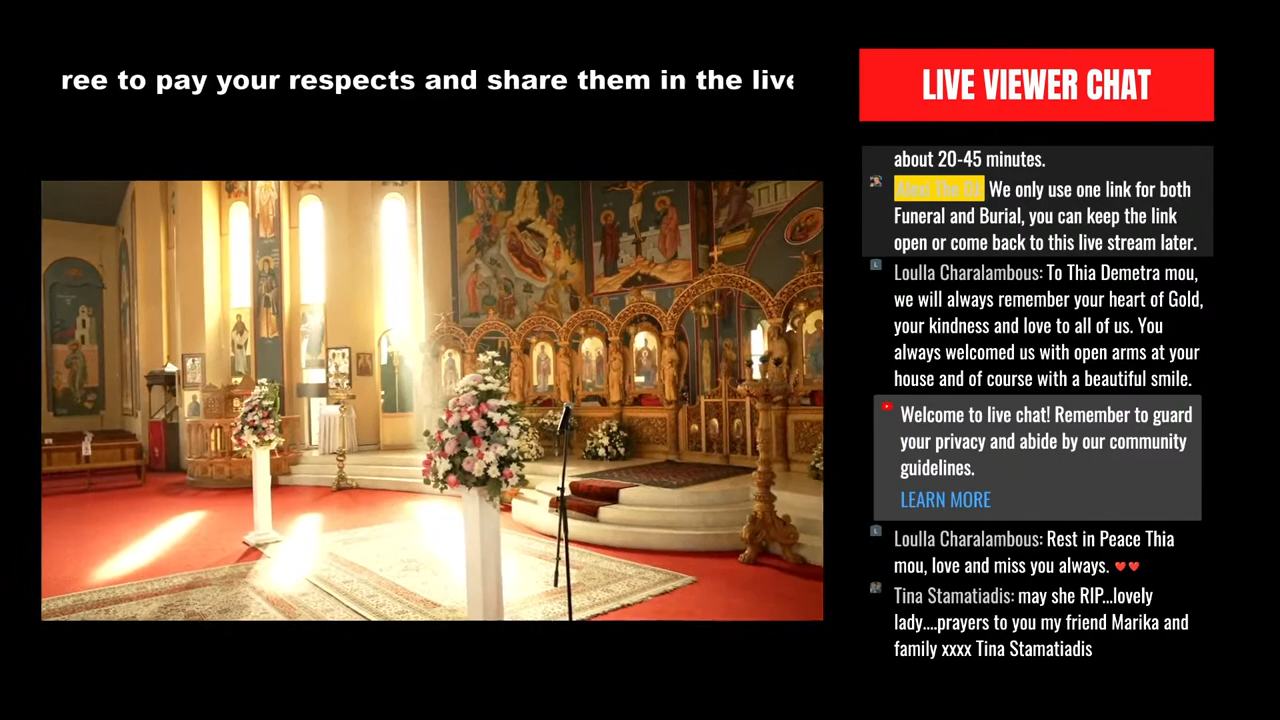 ree to pay your respects and share them in the live
LIVE VIEWER CHAT
about 20-45 minutes.
Alexi The DJ: We only use one link for both
Funeral and Burial, you can keep the link
open or come back to this live stream later.
Loulla Charalambous: To Thia Demetra mou,
we will always remember your heart of Gold,
your kindness and love to all of us. You
always welcomed us with open arms at your
house and of course with a beautiful smile.
Welcome to live chat! Remember to guard
your privacy and abide by our community
guidelines.
LEARN MORE
Loulla Charalambous: Rest in Peace Thia
mou, love and miss you always. ❤❤
Tina Stamatiadis: may she RIP...lovely
lady....prayers to you my friend Marika and
family xxxx Tina Stamatiadis